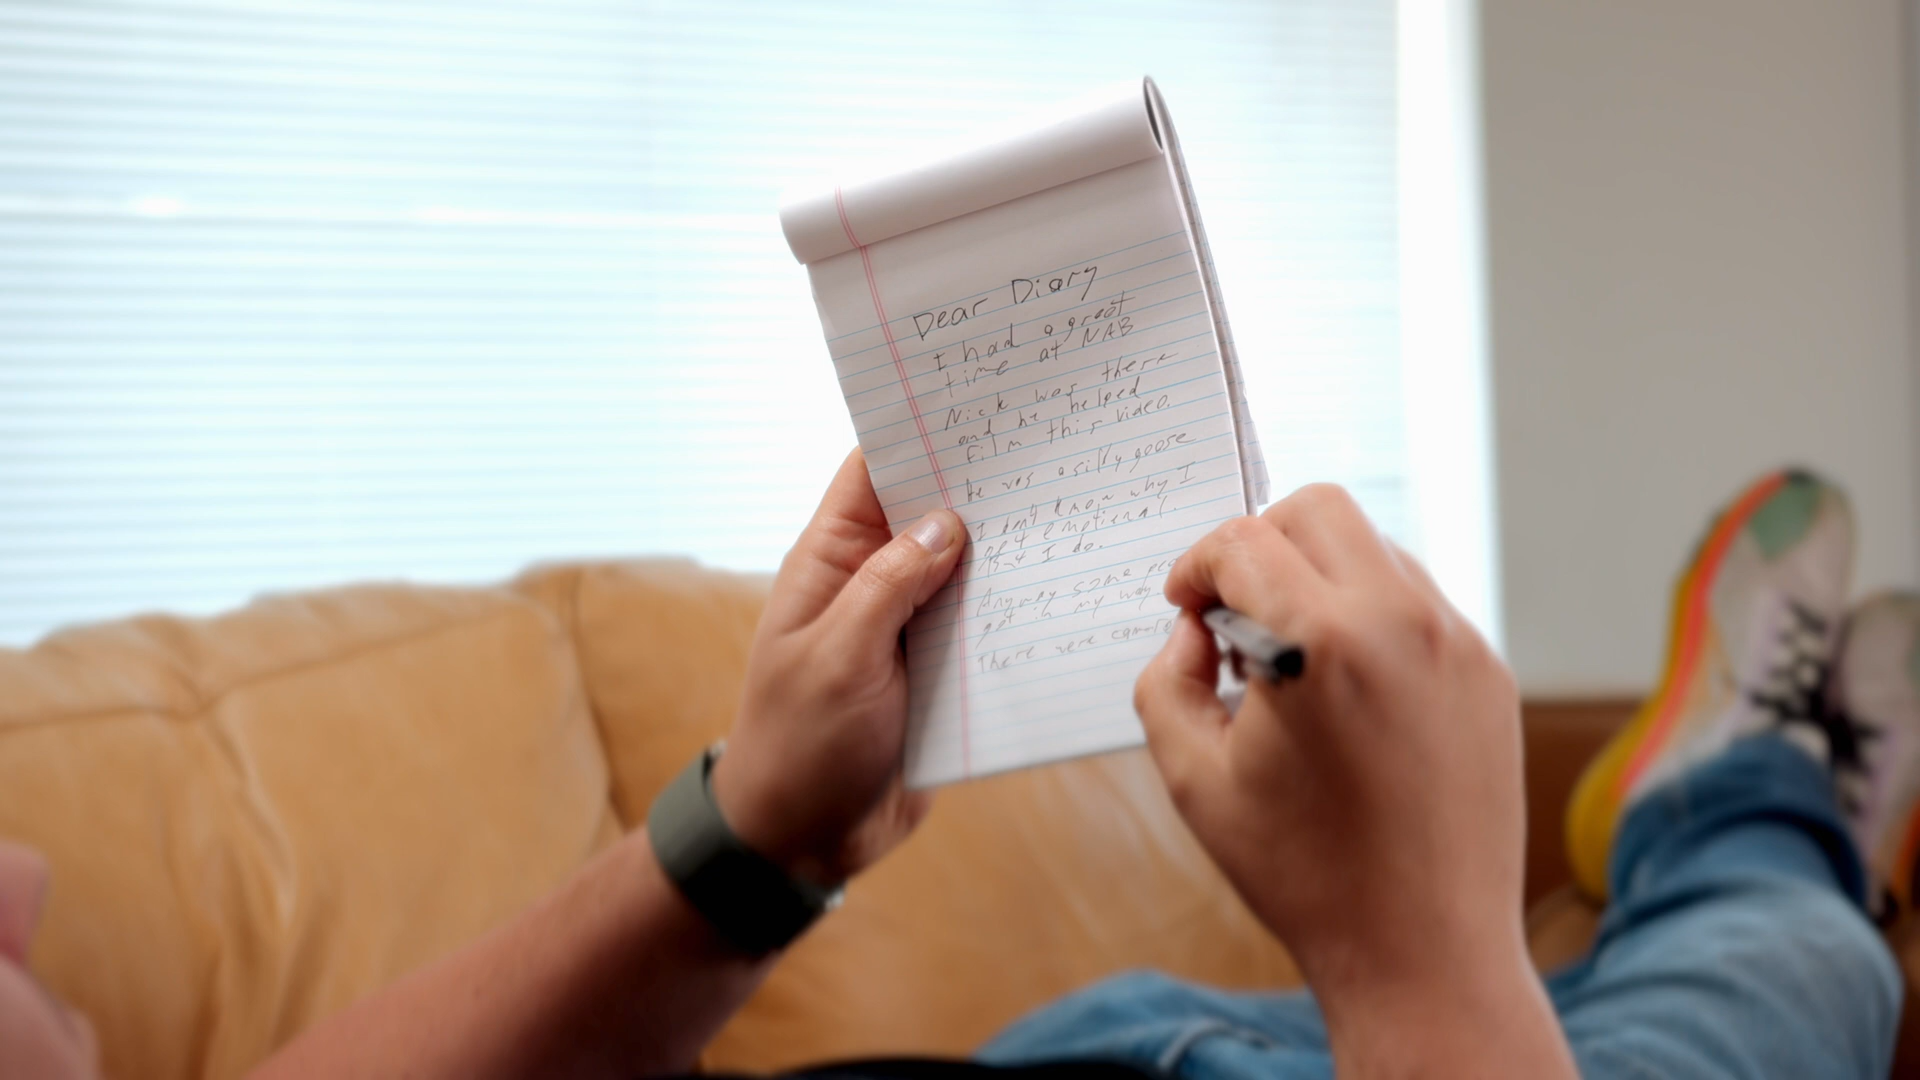 Dear Diary
I had a great
time at NAB
Nick was there
and he helped
film this video.
He was a silly goose
I don't know why I
get emotional.
But I do.
Anyway some
get in my way.
There were